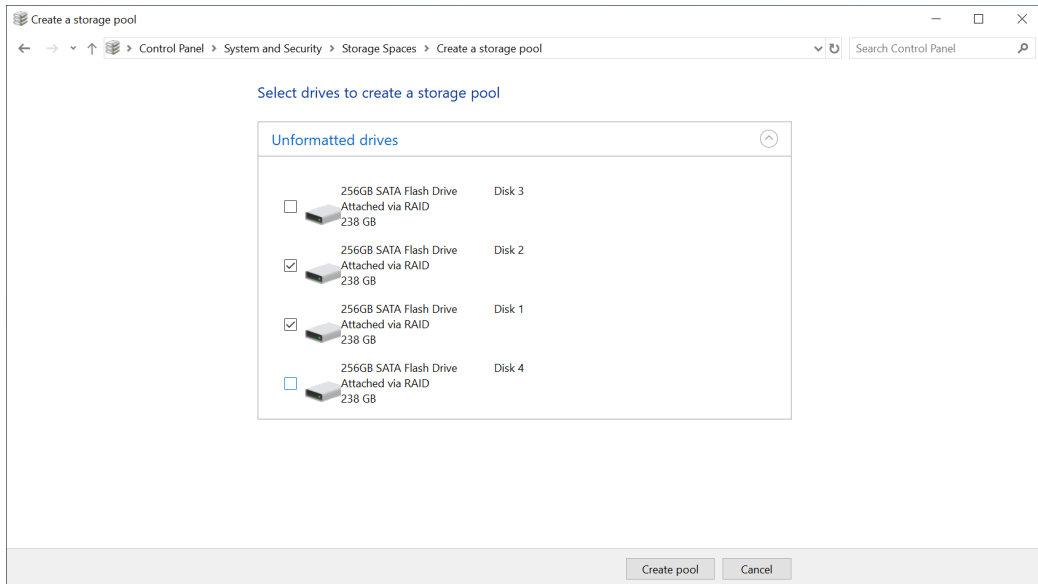 Create a storage pool
Control Panel > System and Security > Storage Spaces > Create a storage pool
Search Control Panel
Select drives to create a storage pool
Unformatted drives
256GB SATA Flash Drive Disk 3
Attached via RAID
238 GB
256GB SATA Flash Drive Disk 2
Attached via RAID
238 GB
256GB SATA Flash Drive Disk 1
Attached via RAID
238 GB
256GB SATA Flash Drive Disk 4
Attached via RAID
238 GB
Create pool Cancel